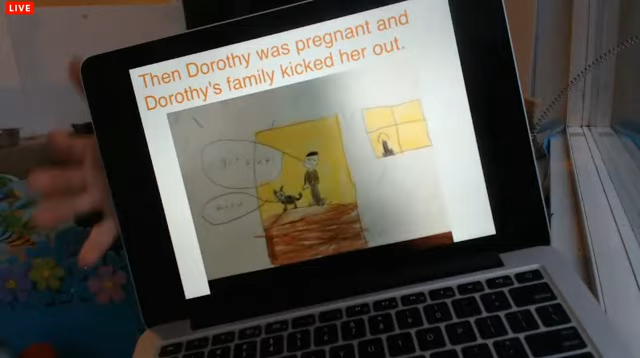 LIVE
Then Dorothy was pregnant and
Dorothy's family kicked her out.